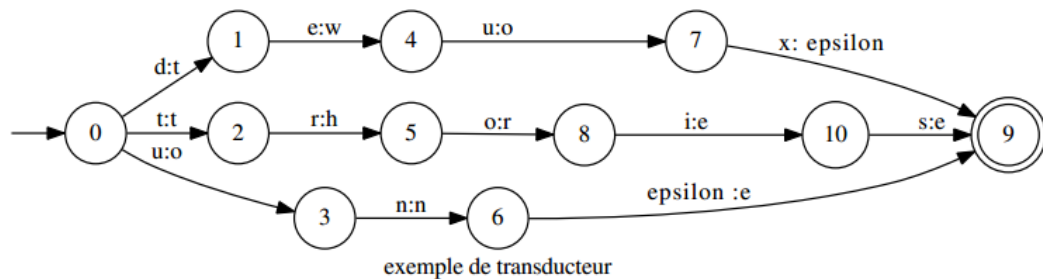 1 e:w 4 u:o 7 x: epsilon
d:t
0 t:t 2 r:h 5 o:r 8 i:e 10 s:e 9
u:o
3 n:n 6 epsilon :e
exemple de transducteur